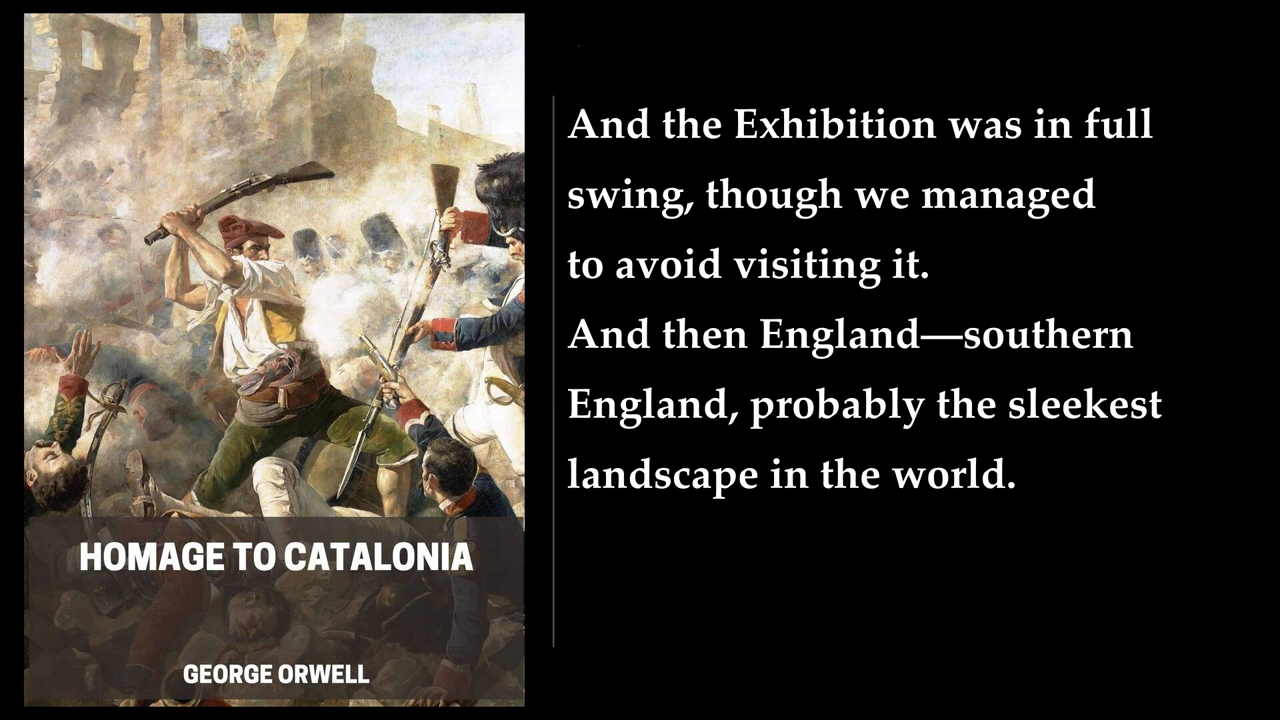 And the Exhibition was in full
swing, though we managed
to avoid visiting it.
And then England—southern
England, probably the sleekest
landscape in the world.
HOMAGE TO CATALONIA
GEORGE ORWELL